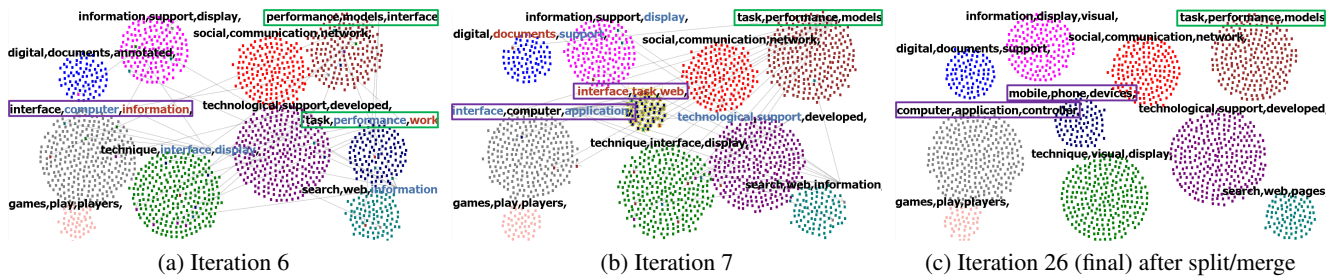 information,support,display,
performance,models,interface
social,communication,network,
digital,documents,annotated,
interface,computer,information,
technological,support,developed,
task,performance,work
technique,interface,display,
search,web,information
games,play,players,
(a) Iteration 6
information,support,display,
task,performance,models
digital,documents,support,
social,communication,network,
interface,task,web,
interface,computer,application,
technological,support,developed,
technique,interface,display,
search,web,information
games,play,players,
(b) Iteration 7
information,display,visual,
task,performance,models
social,communication,network,
digital,documents,support,
mobile,phone,devices,
computer,application,controller,
technological,support,developed
technique,visual,display,
search,web,pages
games,play,players,
(c) Iteration 26 (final) after split/merge